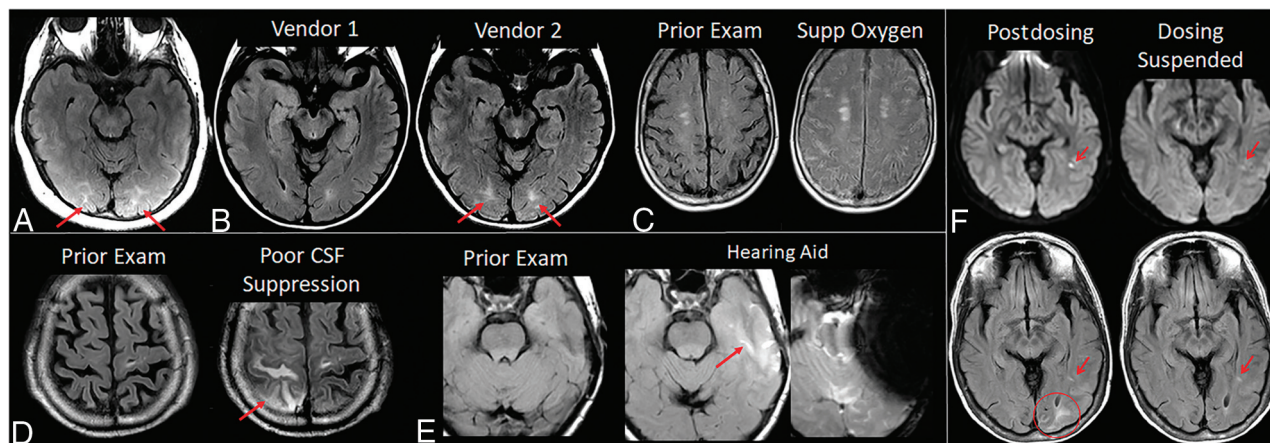 Vendor 1
Vendor 2
Prior Exam
Supp Oxygen
A
B
C
Prior Exam
Poor CSF
Suppression
Prior Exam
Hearing Aid
D
E
Postdosing
Dosing
Suspended
F